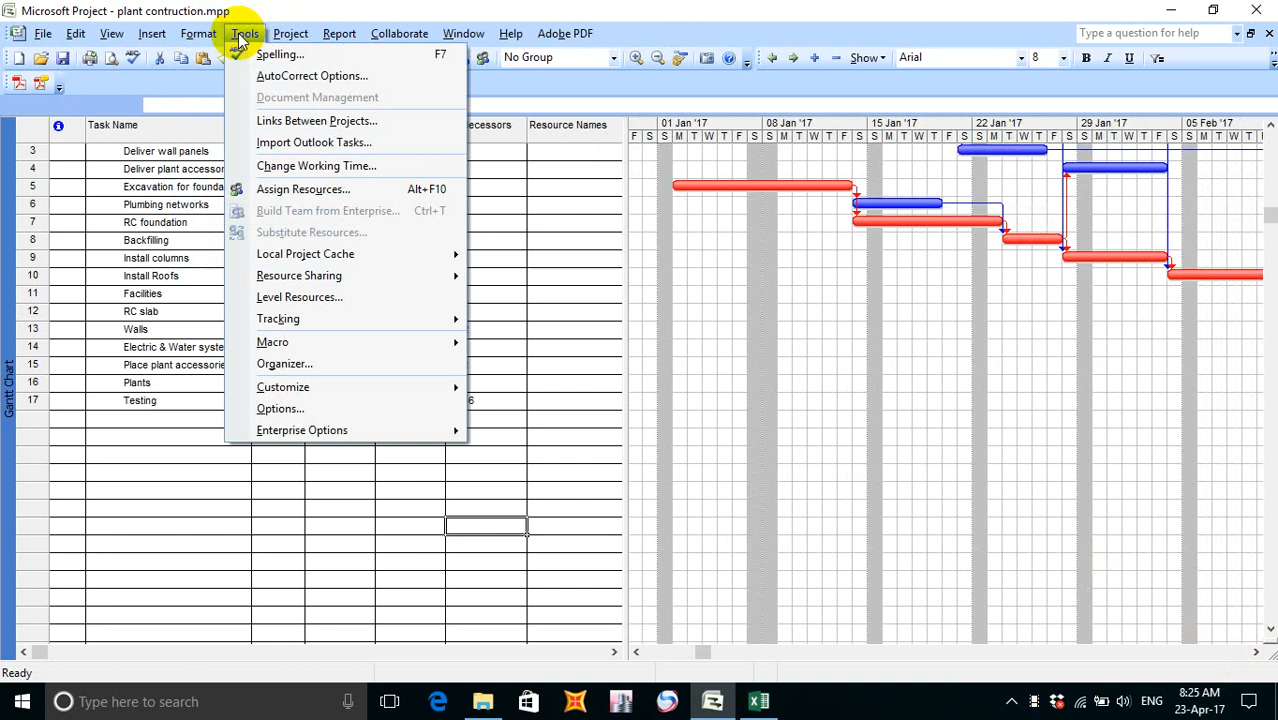 Microsoft Project - plant contruction.mpp
File Edit View Insert Format Tools Project Report Collaborate Window Help Adobe PDF
Type a question for help
No Group
Show
Arial
8
B I U
Spelling... F7
AutoCorrect Options...
Document Management
Links Between Projects...
Import Outlook Tasks...
Change Working Time...
Assign Resources... Alt+F10
Build Team from Enterprise... Ctrl+T
Substitute Resources...
Local Project Cache
Resource Sharing
Level Resources...
Tracking
Macro
Organizer...
Customize
Options...
Enterprise Options
Task Name
ecessors
Resource Names
01 Jan '17 08 Jan '17 15 Jan '17 22 Jan '17 29 Jan '17 05 Feb '17
F S S M T W T F S S M T W T F S S M T W T F S S M T W T F S S M T W T F S S M T W T F
3 Deliver wall panels
4 Deliver plant accessor
5 Excavation for founda
6 Plumbing networks
7 RC foundation
8 Backfilling
9 Install columns
10 Install Roofs
11 Facilities
12 RC slab
13 Walls
14 Electric & Water syste
15 Place plant accessorie
16 Plants
17 Testing
6
Gantt Chart
Ready
Type here to search
ENG
8:25 AM
23-Apr-17